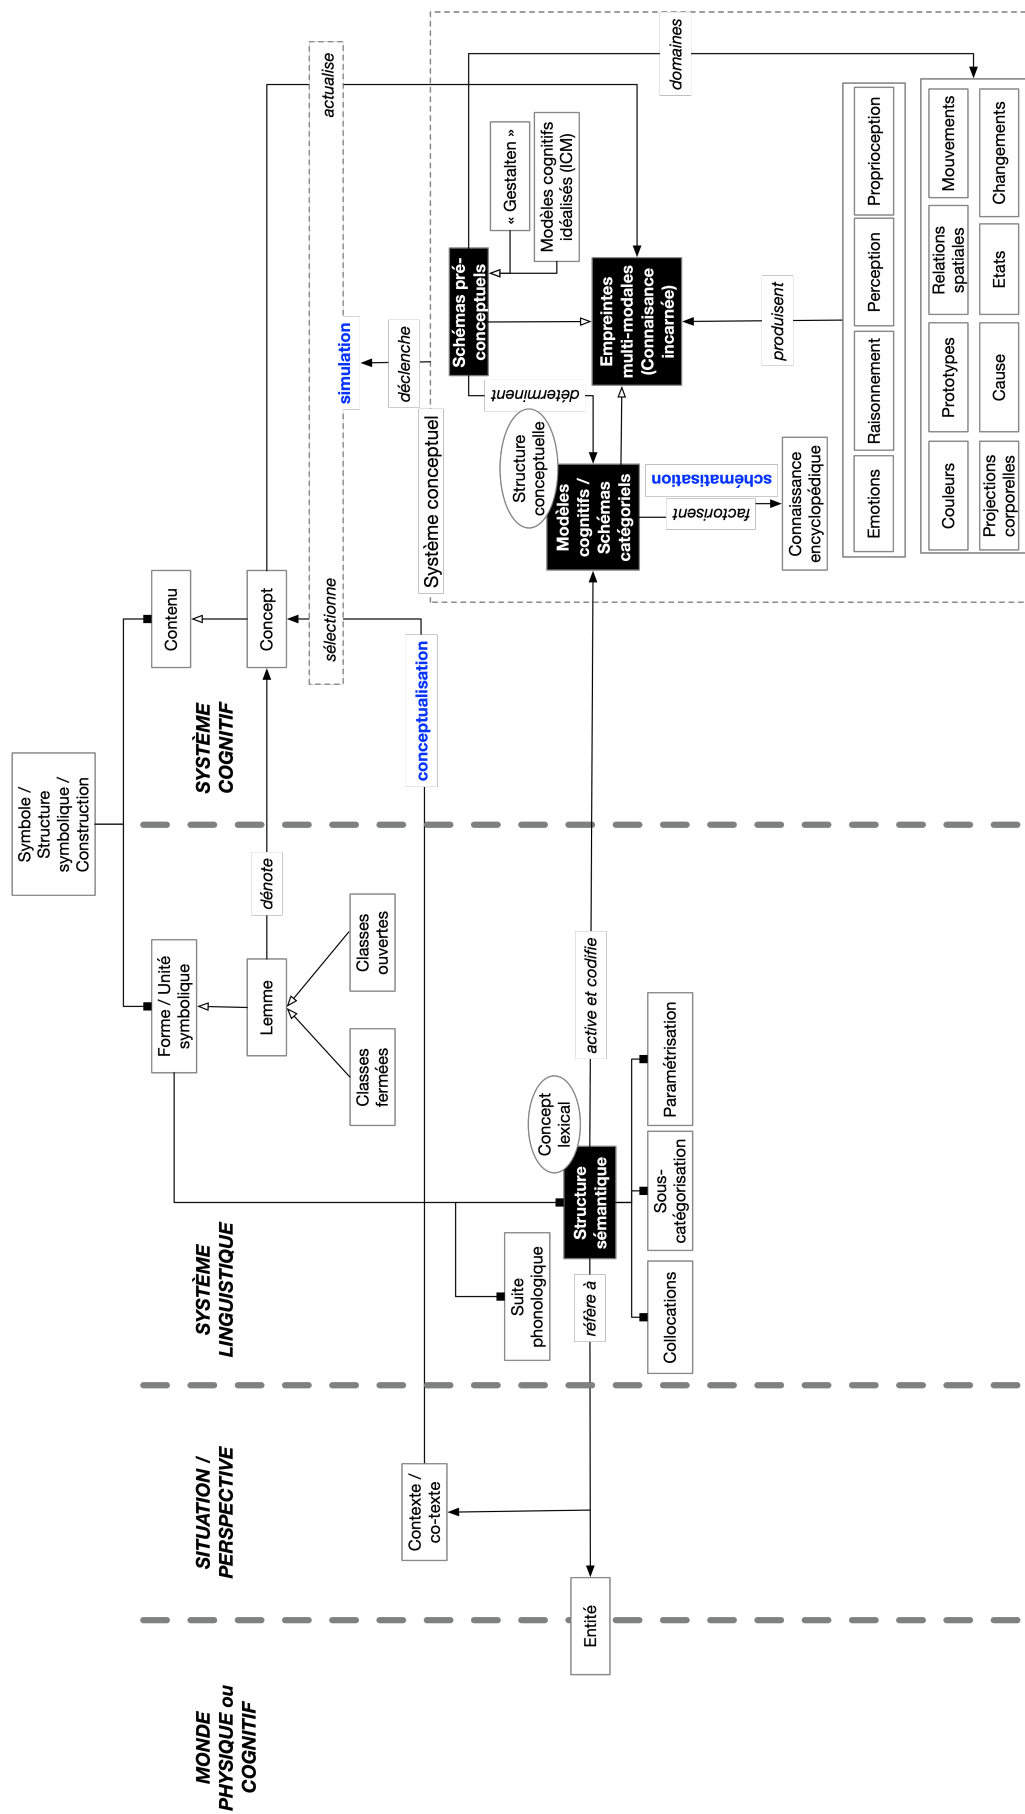 Symbole /
Structure
symbolique /
Construction
MONDE
PHYSIQUE ou
COGNITIF
SITUATION /
PERSPECTIVE
SYSTÈME
LINGUISTIQUE
SYSTÈME
COGNITIF
Forme / Unité
symbolique
Contenu
Lemme
dénote
Concept
Classes
fermées
Classes
ouvertes
sélectionne
simulation
actualise
Contexte /
co-texte
conceptualisation
déclenche
Système conceptuel
Schémas pré-
conceptuels
« Gestalten »
Modèles cognitifs
idéalisés (ICM)
domaines
déterminent
Suite
phonologique
Concept
lexical
Structure
conceptuelle
Entité
réfère à
Structure
sémantique
active et codifie
Modèles
cognitifs /
Schémas
catégoriels
Empreintes
multi-modales
(Connaisance
incarnée)
Collocations
Sous-
catégorisation
Paramétrisation
factorisent
schématisation
produisent
Connaissance
encyclopédique
Emotions
Raisonnement
Perception
Proprioception
Couleurs
Prototypes
Relations
spatiales
Mouvements
Projections
corporelles
Cause
Etats
Changements